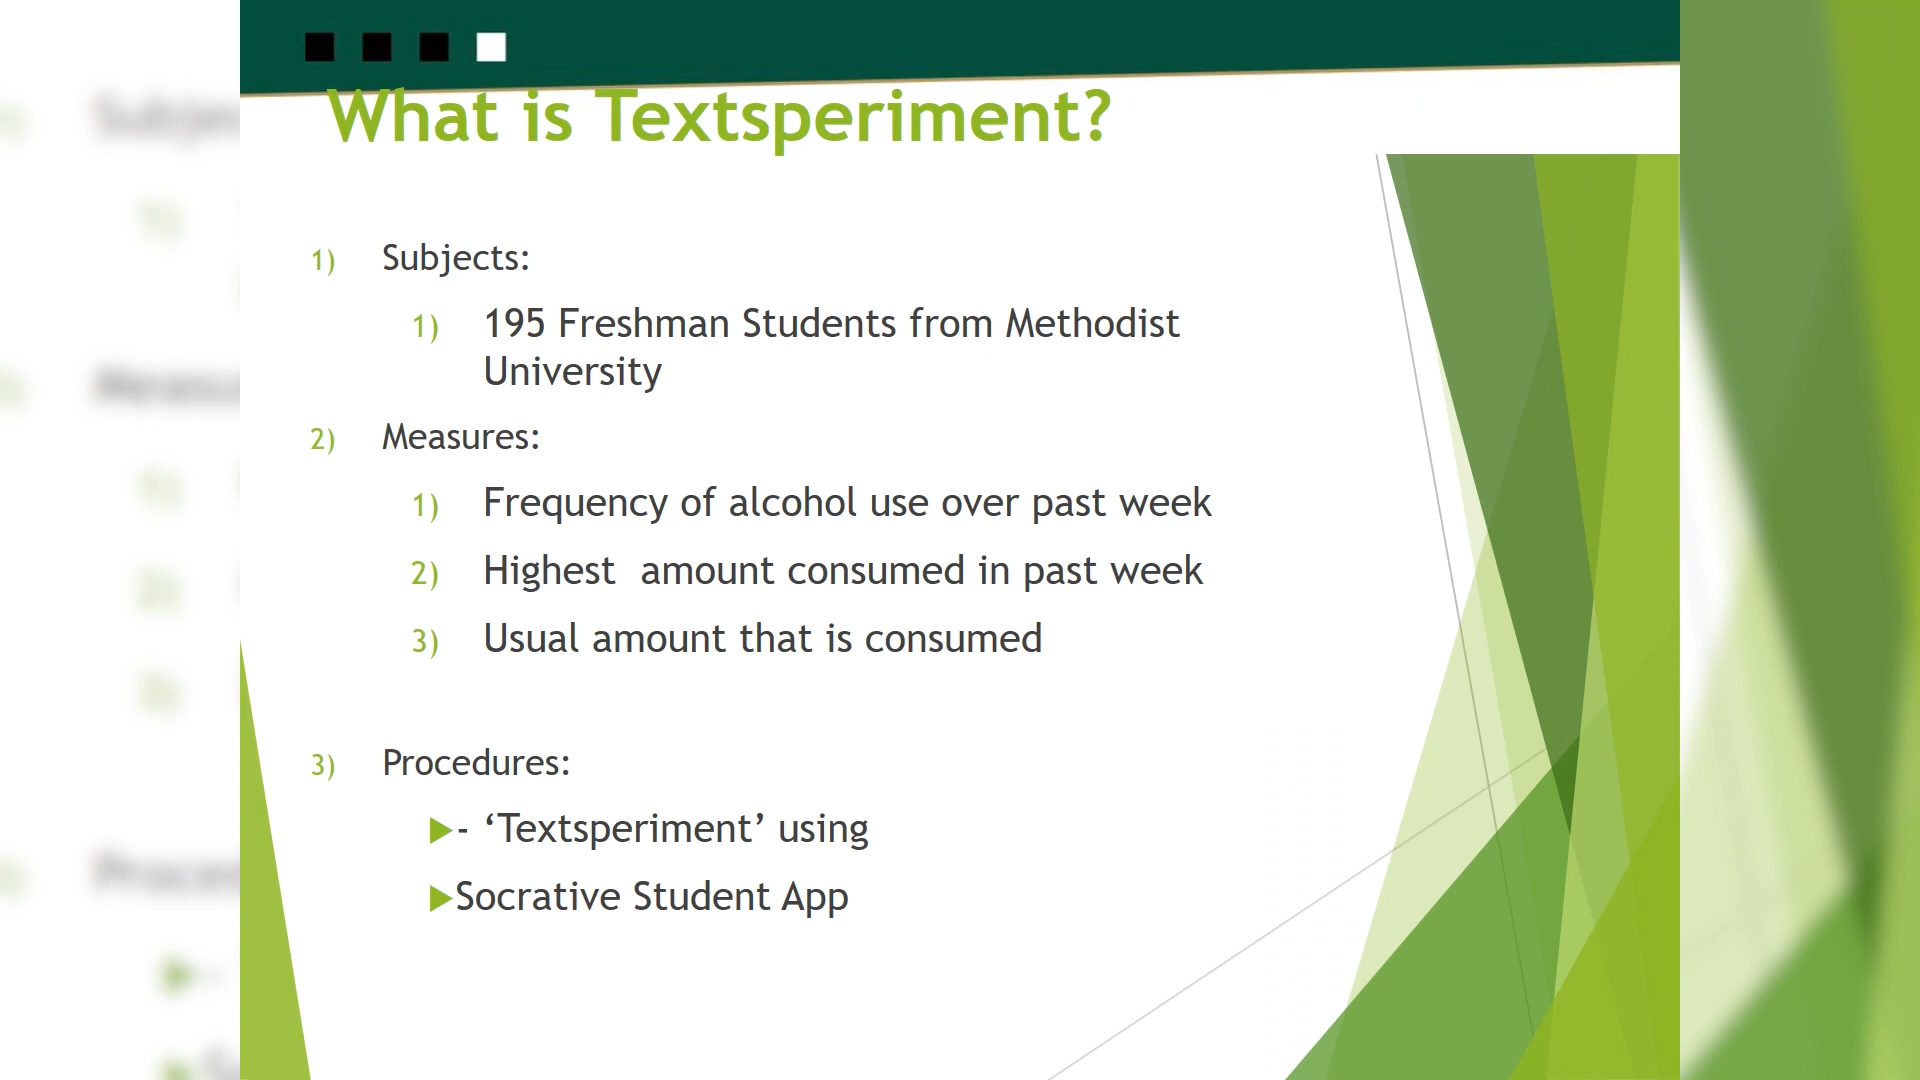 What is Textsperiment?
1) Subjects:
1) 195 Freshman Students from Methodist
University
2) Measures:
1) Frequency of alcohol use over past week
2) Highest  amount consumed in past week
3) Usual amount that is consumed
3) Procedures:
▶- ‘Textsperiment’ using
▶Socrative Student App